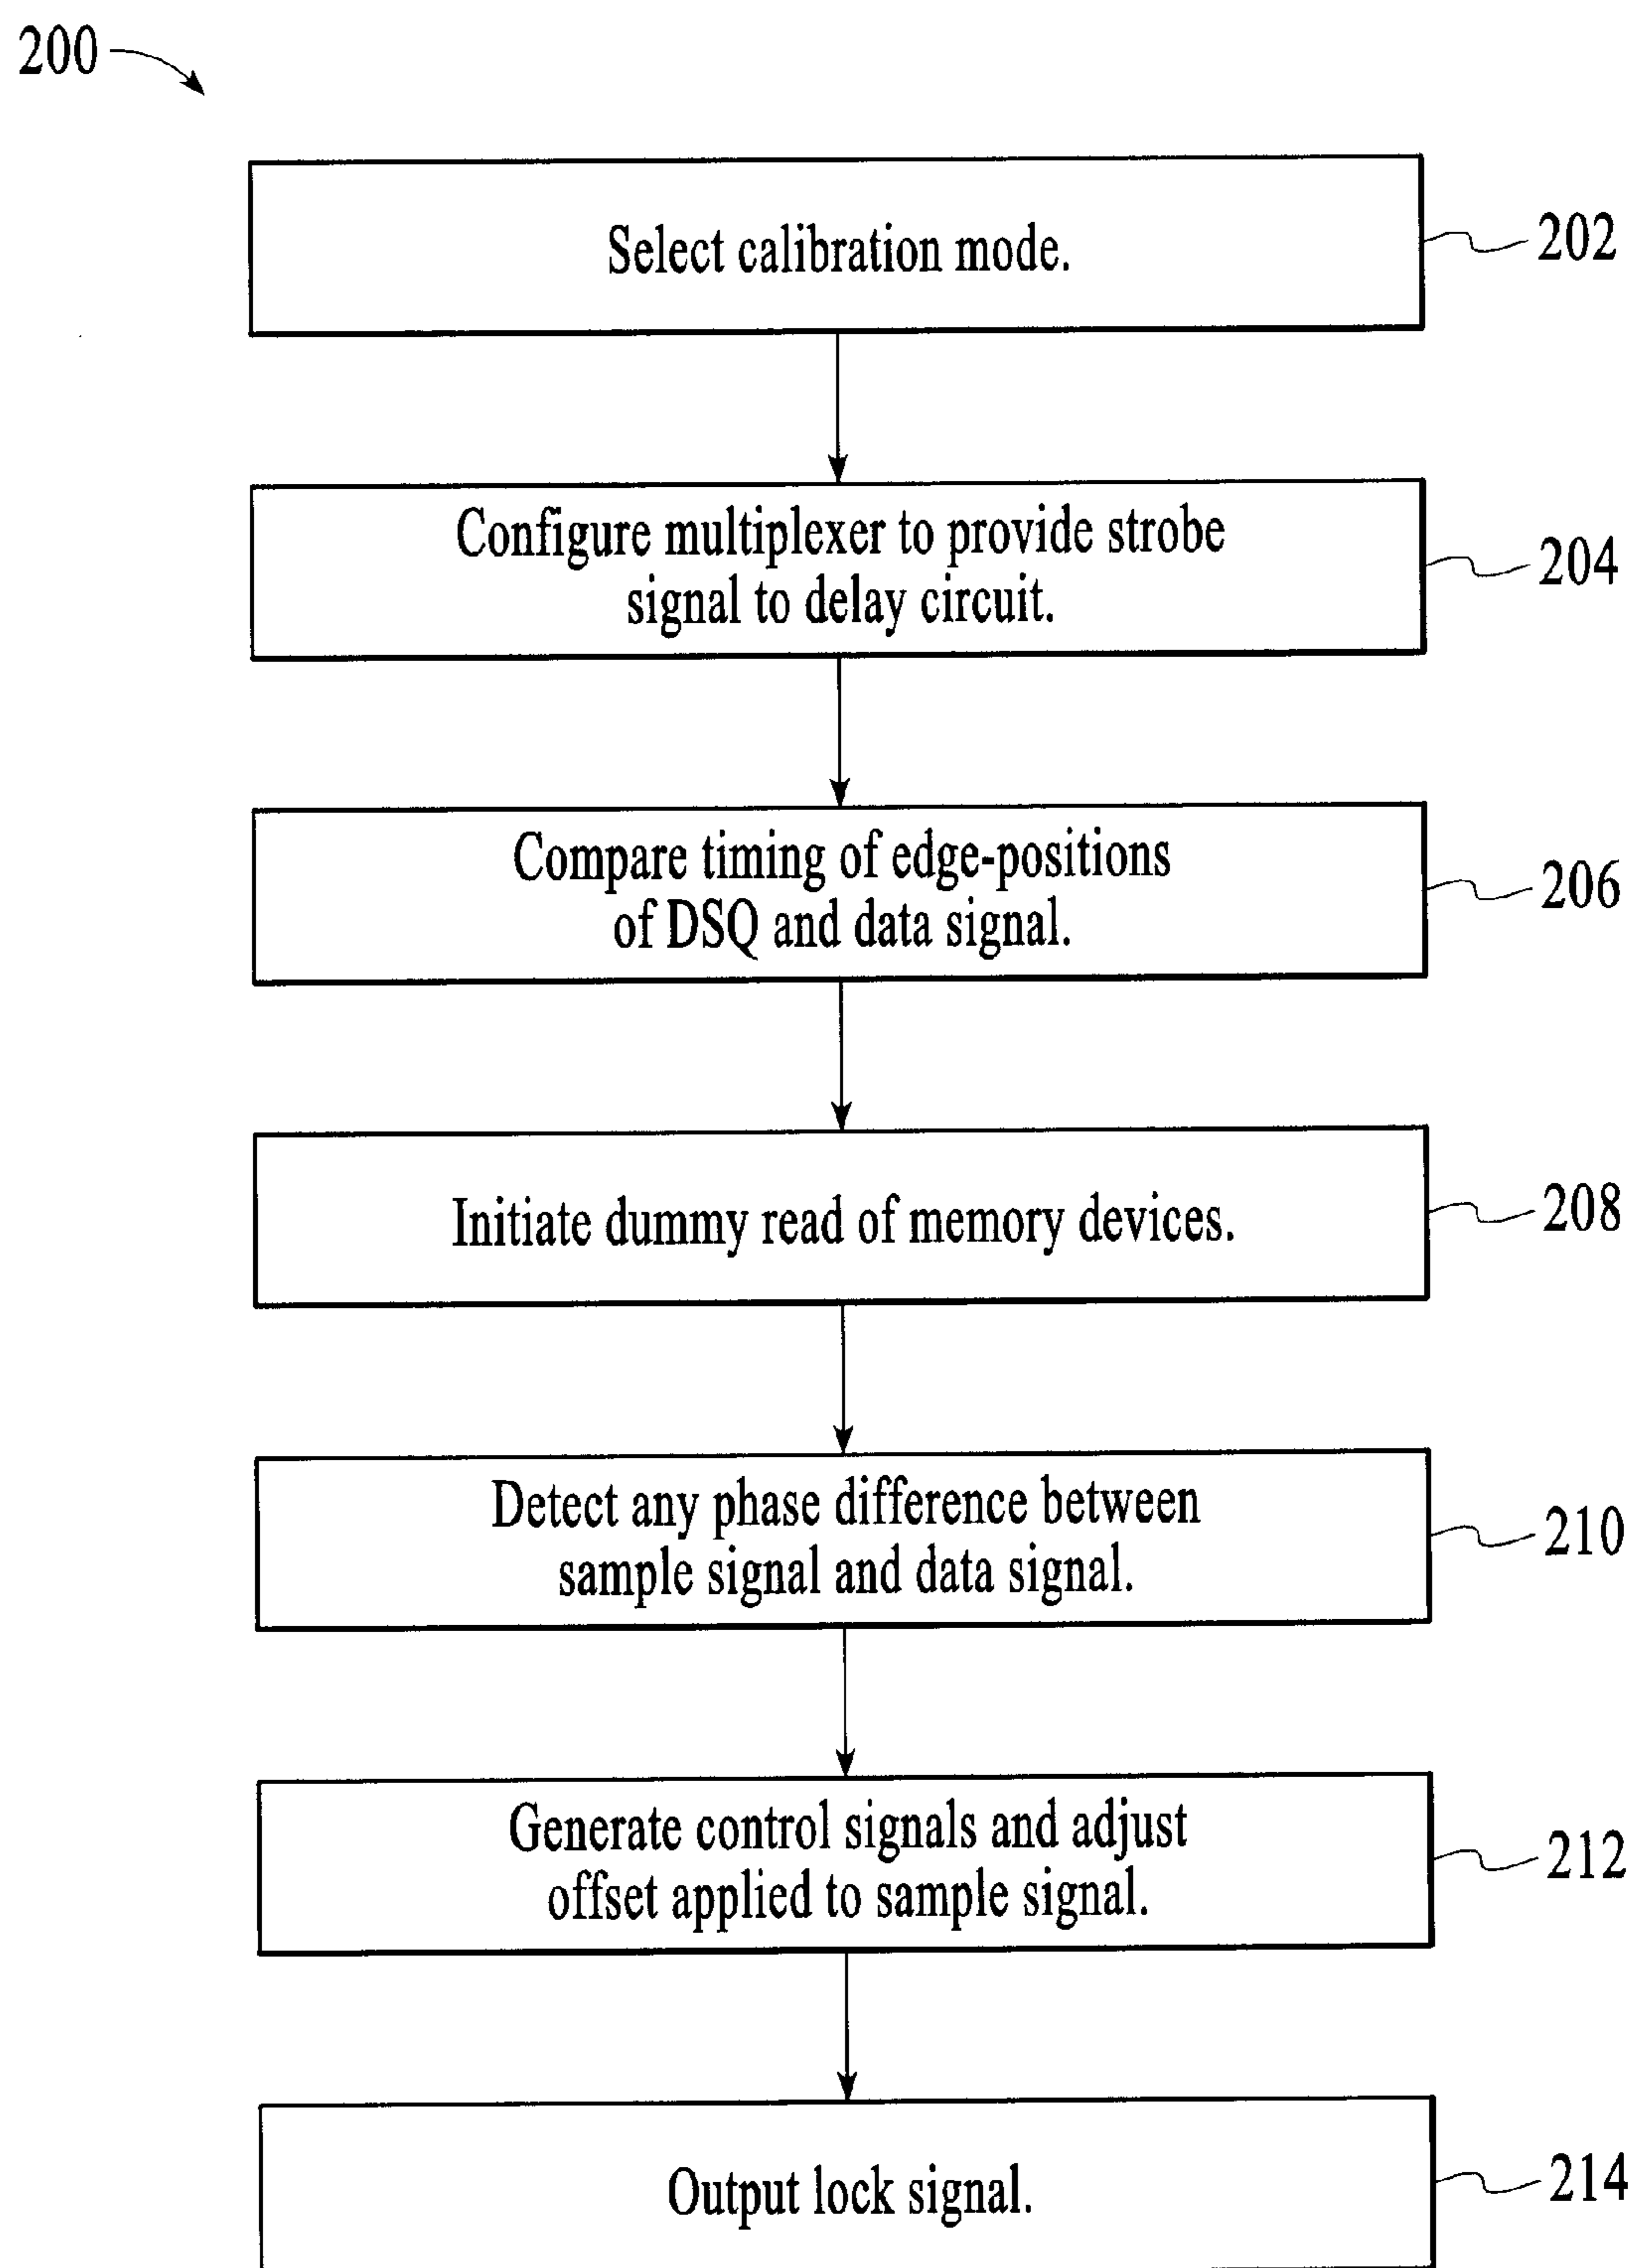 200
Select calibration mode.
202
Configure multiplexer to provide strobe
signal to delay circuit.
204
Compare timing of edge-positions
of DSQ and data signal.
206
Initiate dummy read of memory devices.
208
Detect any phase difference between
sample signal and data signal.
210
Generate control signals and adjust
offset applied to sample signal.
212
Output lock signal.
214